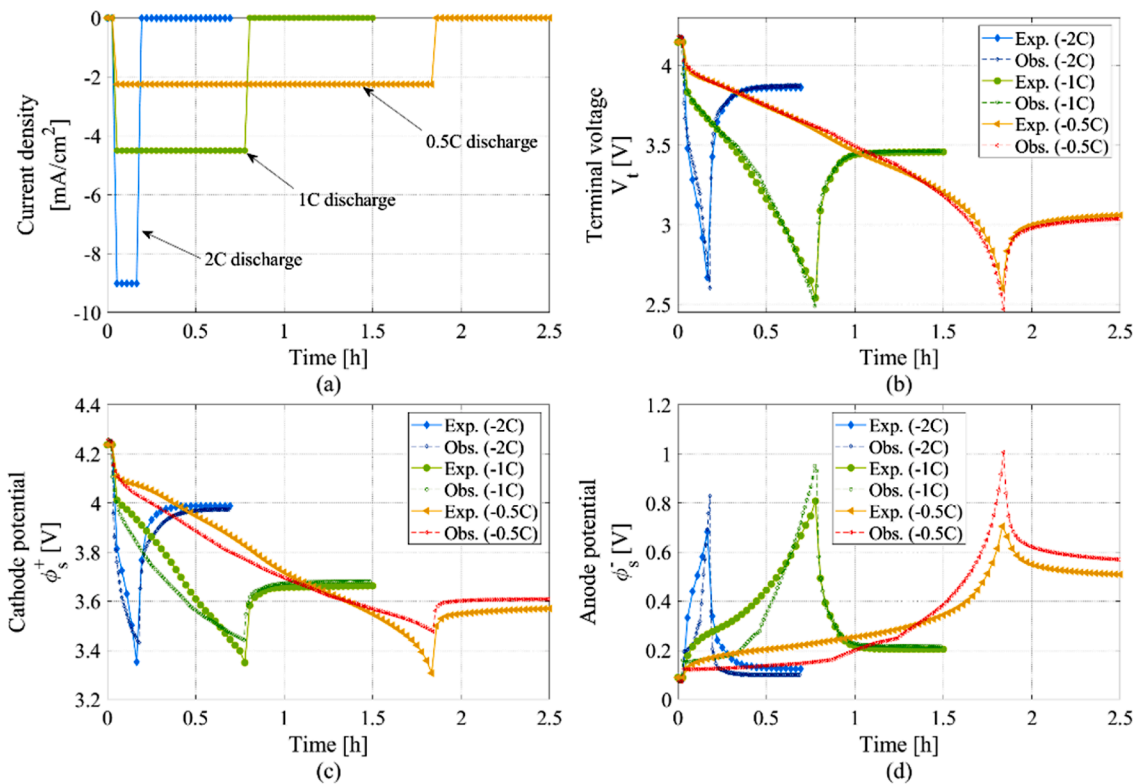 0
-2
-4
-6
-8
-10
0 0.5 1 1.5 2 2.5
Current density
[mA/cm²]
0.5C discharge
1C discharge
2C discharge
Time [h]
(a)
4
3.5
3
2.5
0 0.5 1 1.5 2 2.5
Terminal voltage
Vt [V]
Exp. (-2C)
Obs. (-2C)
Exp. (-1C)
Obs. (-1C)
Exp. (-0.5C)
Obs. (-0.5C)
Time [h]
(b)
4.4
4.2
4
3.8
3.6
3.4
3.2
0 0.5 1 1.5 2 2.5
Cathode potential
ϕs+ [V]
Exp. (-2C)
Obs. (-2C)
Exp. (-1C)
Obs. (-1C)
Exp. (-0.5C)
Obs. (-0.5C)
Time [h]
(c)
1.2
1
0.8
0.6
0.4
0.2
0
0 0.5 1 1.5 2 2.5
Anode potential
ϕs- [V]
Exp. (-2C)
Obs. (-2C)
Exp. (-1C)
Obs. (-1C)
Exp. (-0.5C)
Obs. (-0.5C)
Time [h]
(d)